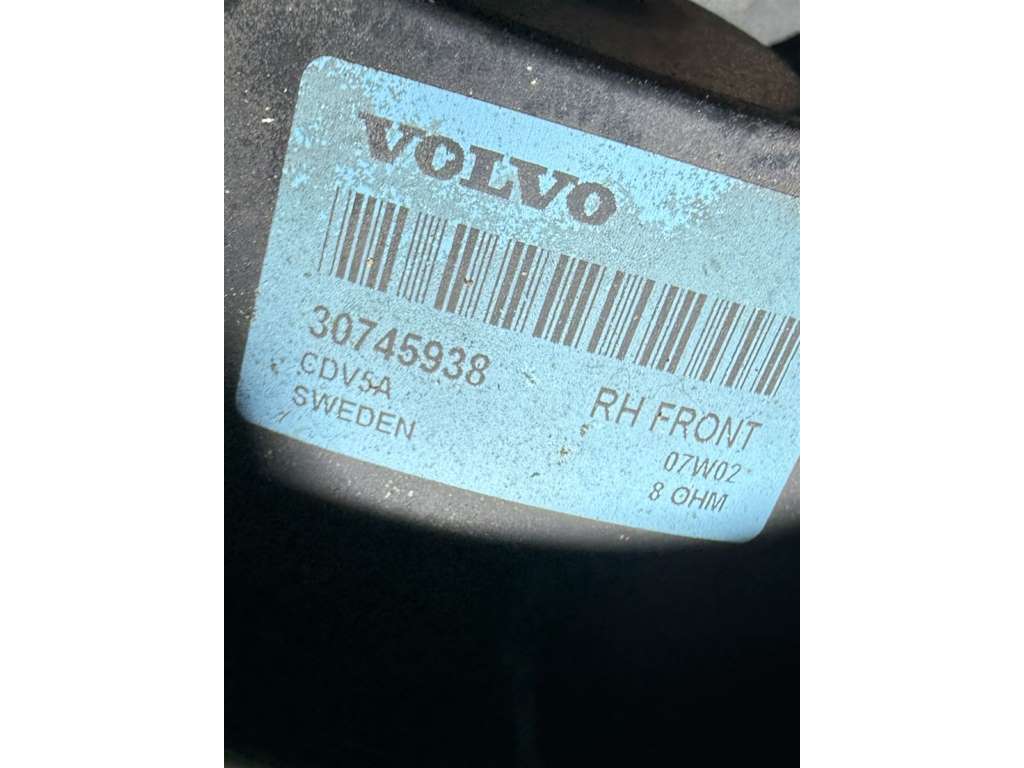 VOLVO
30745938
CDV5A
SWEDEN
RH FRONT
07W02
8 OHM